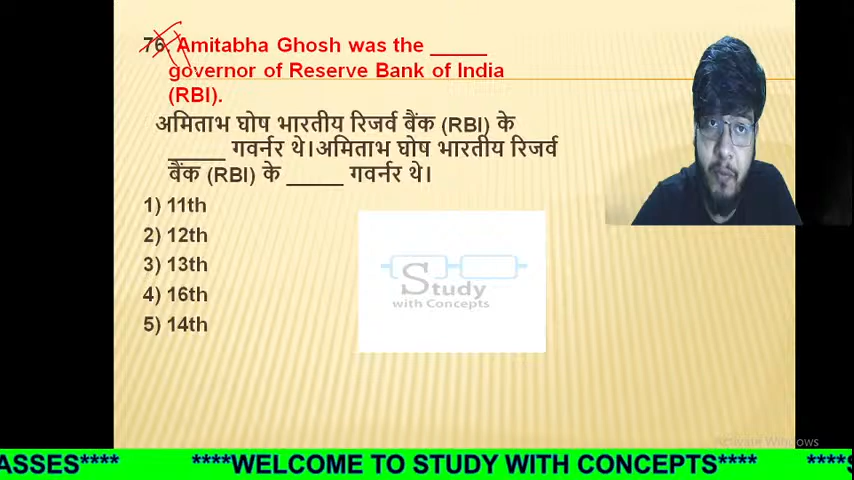 76. Amitabha Ghosh was the _____
governor of Reserve Bank of India
(RBI).
अमिताभ घोष भारतीय रिजर्व बैंक (RBI) के
_____ गवर्नर थे।अमिताभ घोष भारतीय रिजर्व
बैंक (RBI) के _____ गवर्नर थे।
1) 11th
2) 12th
3) 13th
4) 16th
5) 14th
Study
with Concepts
Activate Windows
ASSES**** ****WELCOME TO STUDY WITH CONCEPTS**** ****S